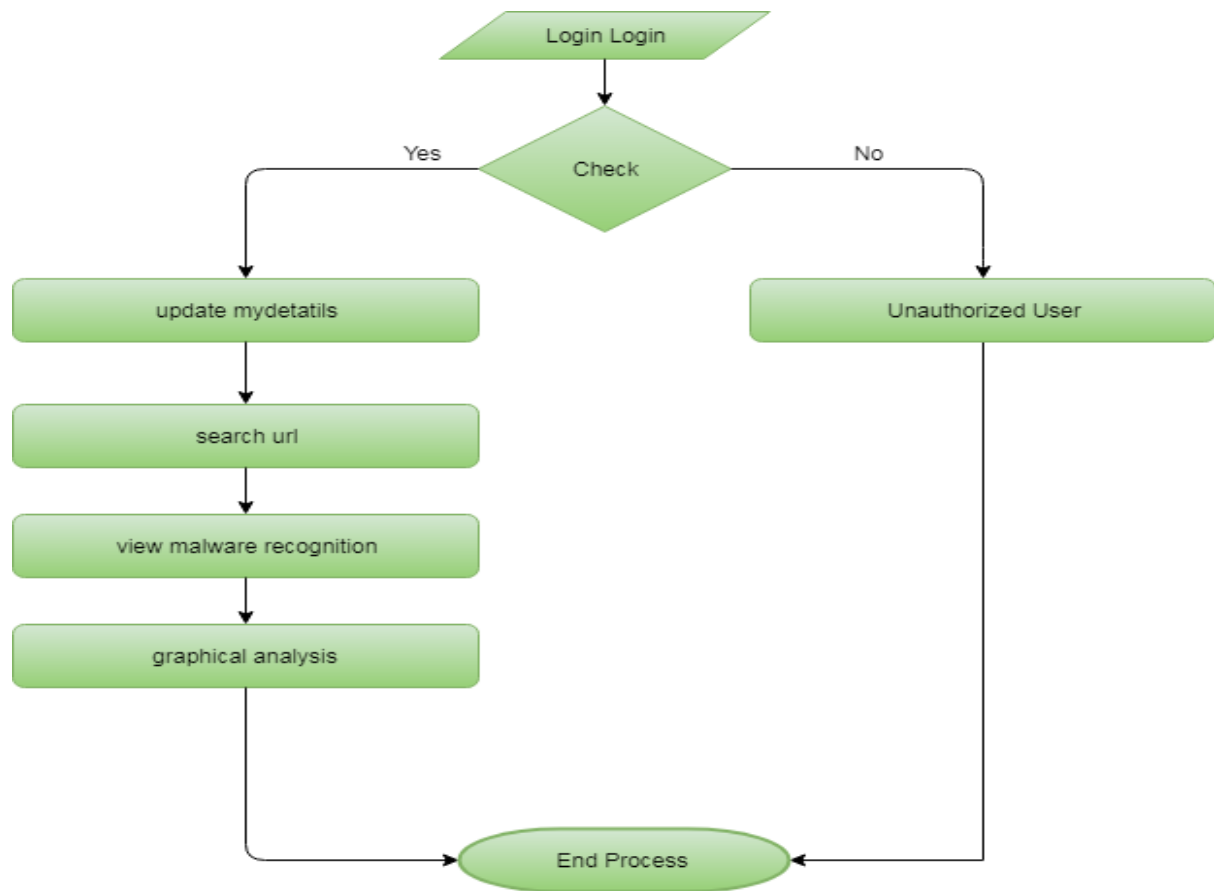 Login Login
Check
Yes
No
update mydetatils
Unauthorized User
search url
view malware recognition
graphical analysis
End Process